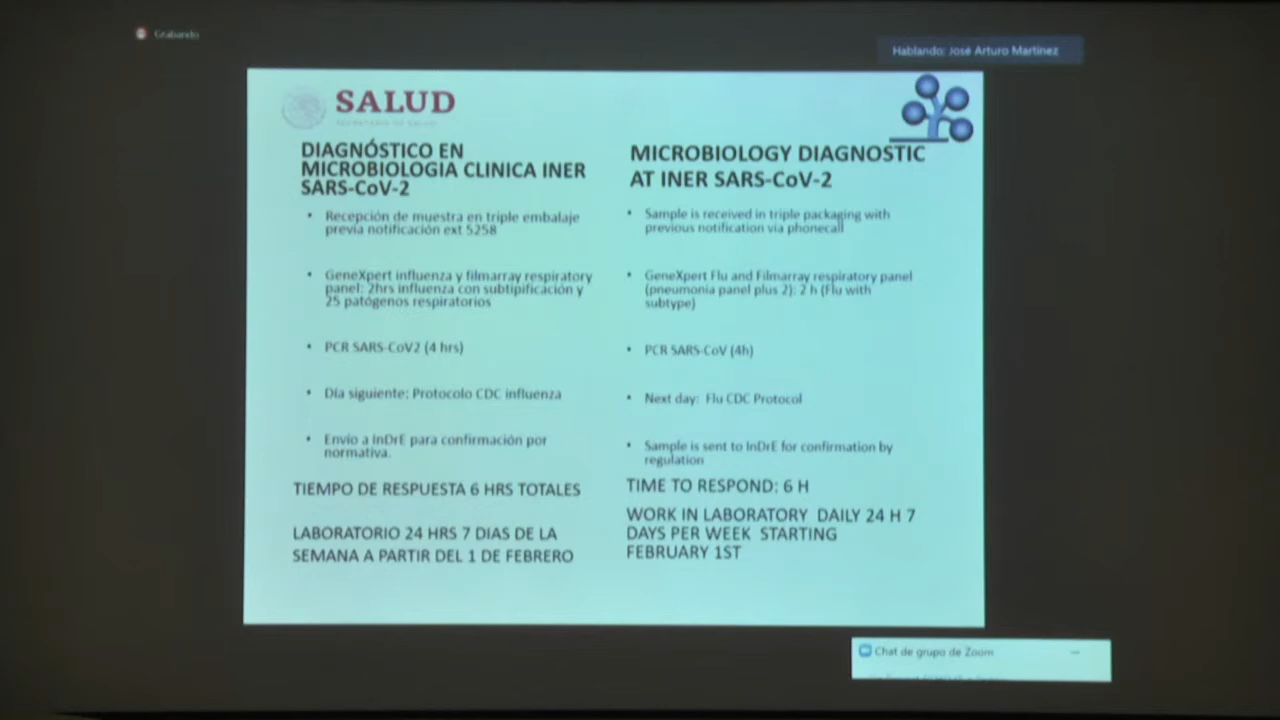 Grabando
Hablando: José Arturo Martínez
SALUD
SECRETARÍA DE SALUD
DIAGNÓSTICO EN
MICROBIOLOGIA CLINICA INER
SARS-CoV-2
• Recepción de muestra en triple embalaje
previa notificación ext 5258
• GeneXpert influenza y filmarray respiratory
panel: 2hrs influenza con subtipificación y
25 patógenos respiratorios
• PCR SARS-CoV2 (4 hrs)
• Día siguiente: Protocolo CDC influenza
• Envío a InDrE para confirmación por
normativa.
TIEMPO DE RESPUESTA 6 HRS TOTALES
LABORATORIO 24 HRS 7 DIAS DE LA
SEMANA A PARTIR DEL 1 DE FEBRERO
MICROBIOLOGY DIAGNOSTIC
AT INER SARS-CoV-2
• Sample is received in triple packaging with
previous notification via phonecall
• GeneXpert Flu and Filmarray respiratory panel
(pneumonia panel plus 2): 2 h (Flu with
subtype)
• PCR SARS-CoV (4h)
• Next day: Flu CDC Protocol
• Sample is sent to InDrE for confirmation by
regulation
TIME TO RESPOND: 6 H
WORK IN LABORATORY DAILY 24 H 7
DAYS PER WEEK STARTING
FEBRUARY 1ST
Chat de grupo de Zoom